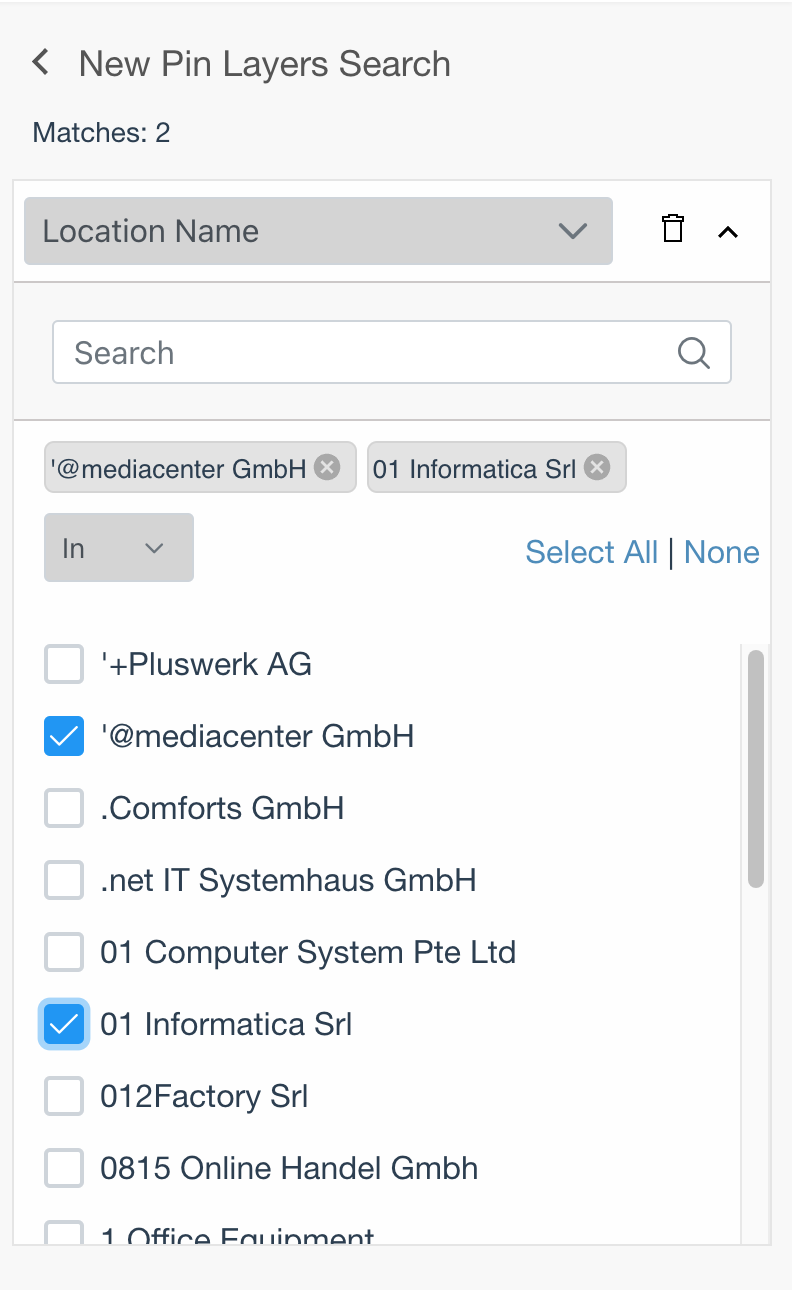 New Pin Layers Search
Matches: 2
Location Name
Search
'@mediacenter GmbH 01 Informatica Srl
In Select All | None
'+Pluswerk AG
'@mediacenter GmbH
.Comforts GmbH
.net IT Systemhaus GmbH
01 Computer System Pte Ltd
01 Informatica Srl
012Factory Srl
0815 Online Handel Gmbh
1 Office Equipment